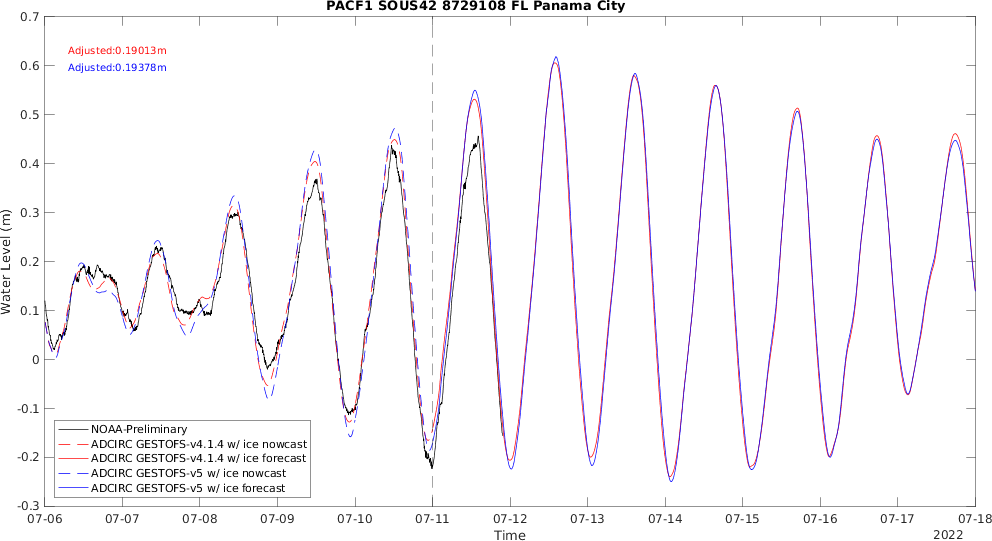 PACF1 SOUS42 8729108 FL Panama City
0.7
Adjusted:0.19013m
0.6
Adjusted:0.19378m
0.5
0.4
0.3
0.2
Water Level (m)
0.1
0
-0.1
NOAA-Preliminary
ADCIRC GESTOFS-v4.1.4 w/ ice nowcast
ADCIRC GESTOFS-v4.1.4 w/ ice forecast
-0.2
ADCIRC GESTOFS-v5 w/ ice nowcast
ADCIRC GESTOFS-v5 w/ ice forecast
-0.3
07-06 07-07 07-08 07-09 07-10 07-11 07-12 07-13 07-14 07-15 07-16 07-17 07-18
Time
2022